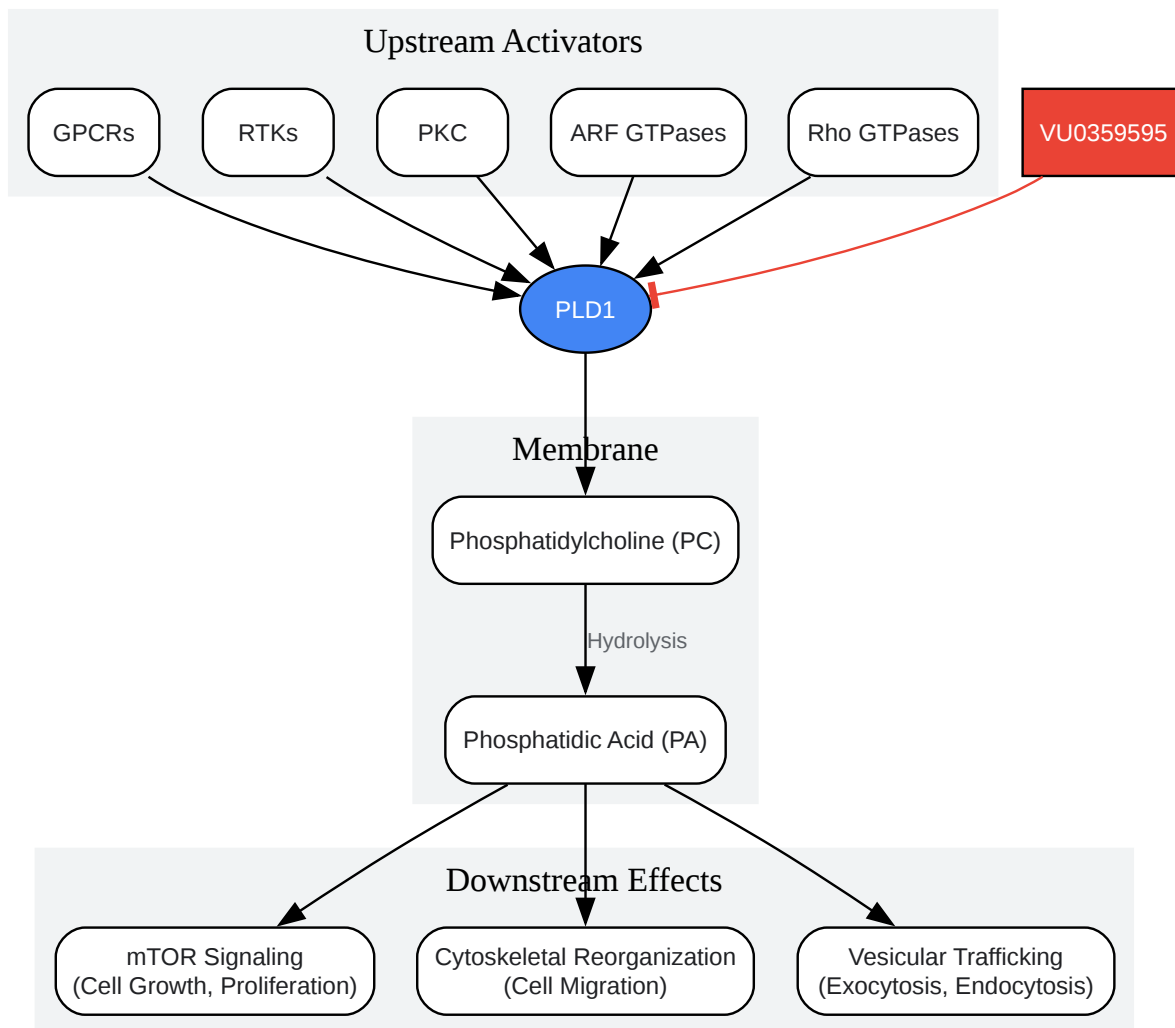 Upstream Activators
GPCRs
RTKs
PKC
ARF GTPases
Rho GTPases
VU0359595
PLD1
Membrane
Phosphatidylcholine (PC)
Hydrolysis
Phosphatidic Acid (PA)
Downstream Effects
mTOR Signaling
(Cell Growth, Proliferation)
Cytoskeletal Reorganization
(Cell Migration)
Vesicular Trafficking
(Exocytosis, Endocytosis)